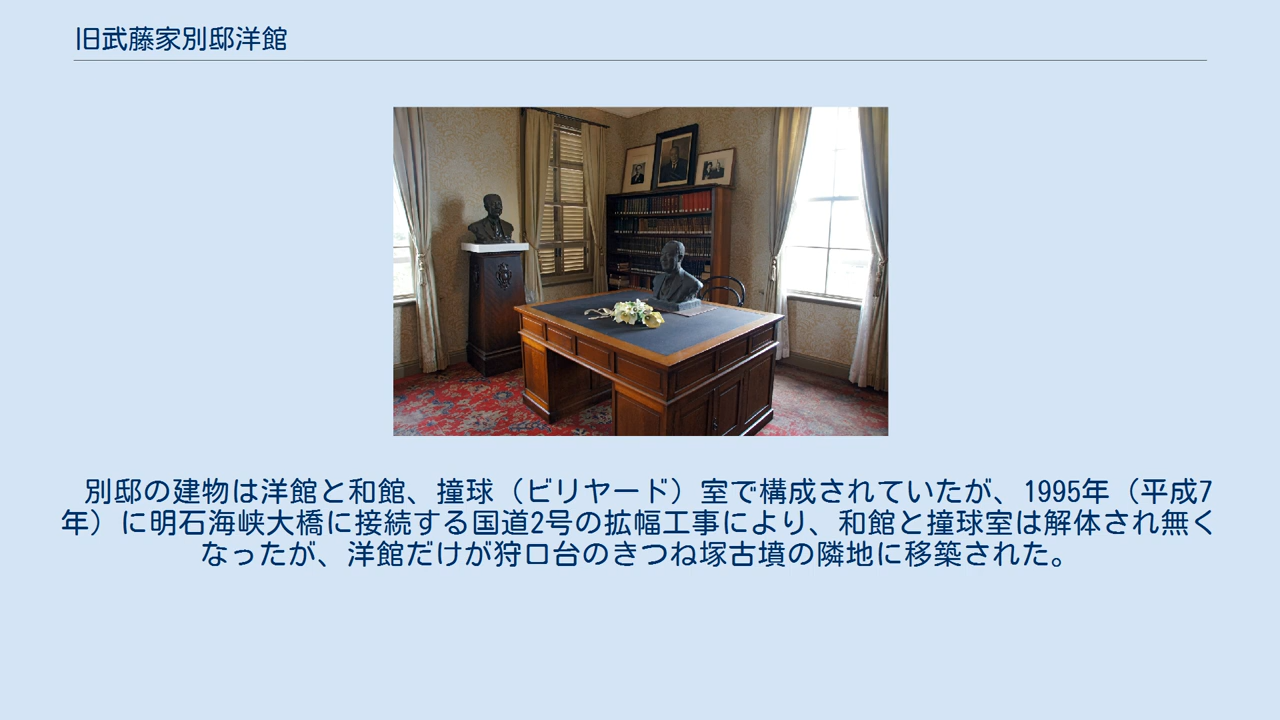 旧武藤家別邸洋館
別邸の建物は洋館と和館、撞球（ビリヤード）室で構成されていたが、1995年（平成7
年）に明石海峡大橋に接続する国道2号の拡幅工事により、和館と撞球室は解体され無く
なったが、洋館だけが狩口台のきつね塚古墳の隣地に移築された。